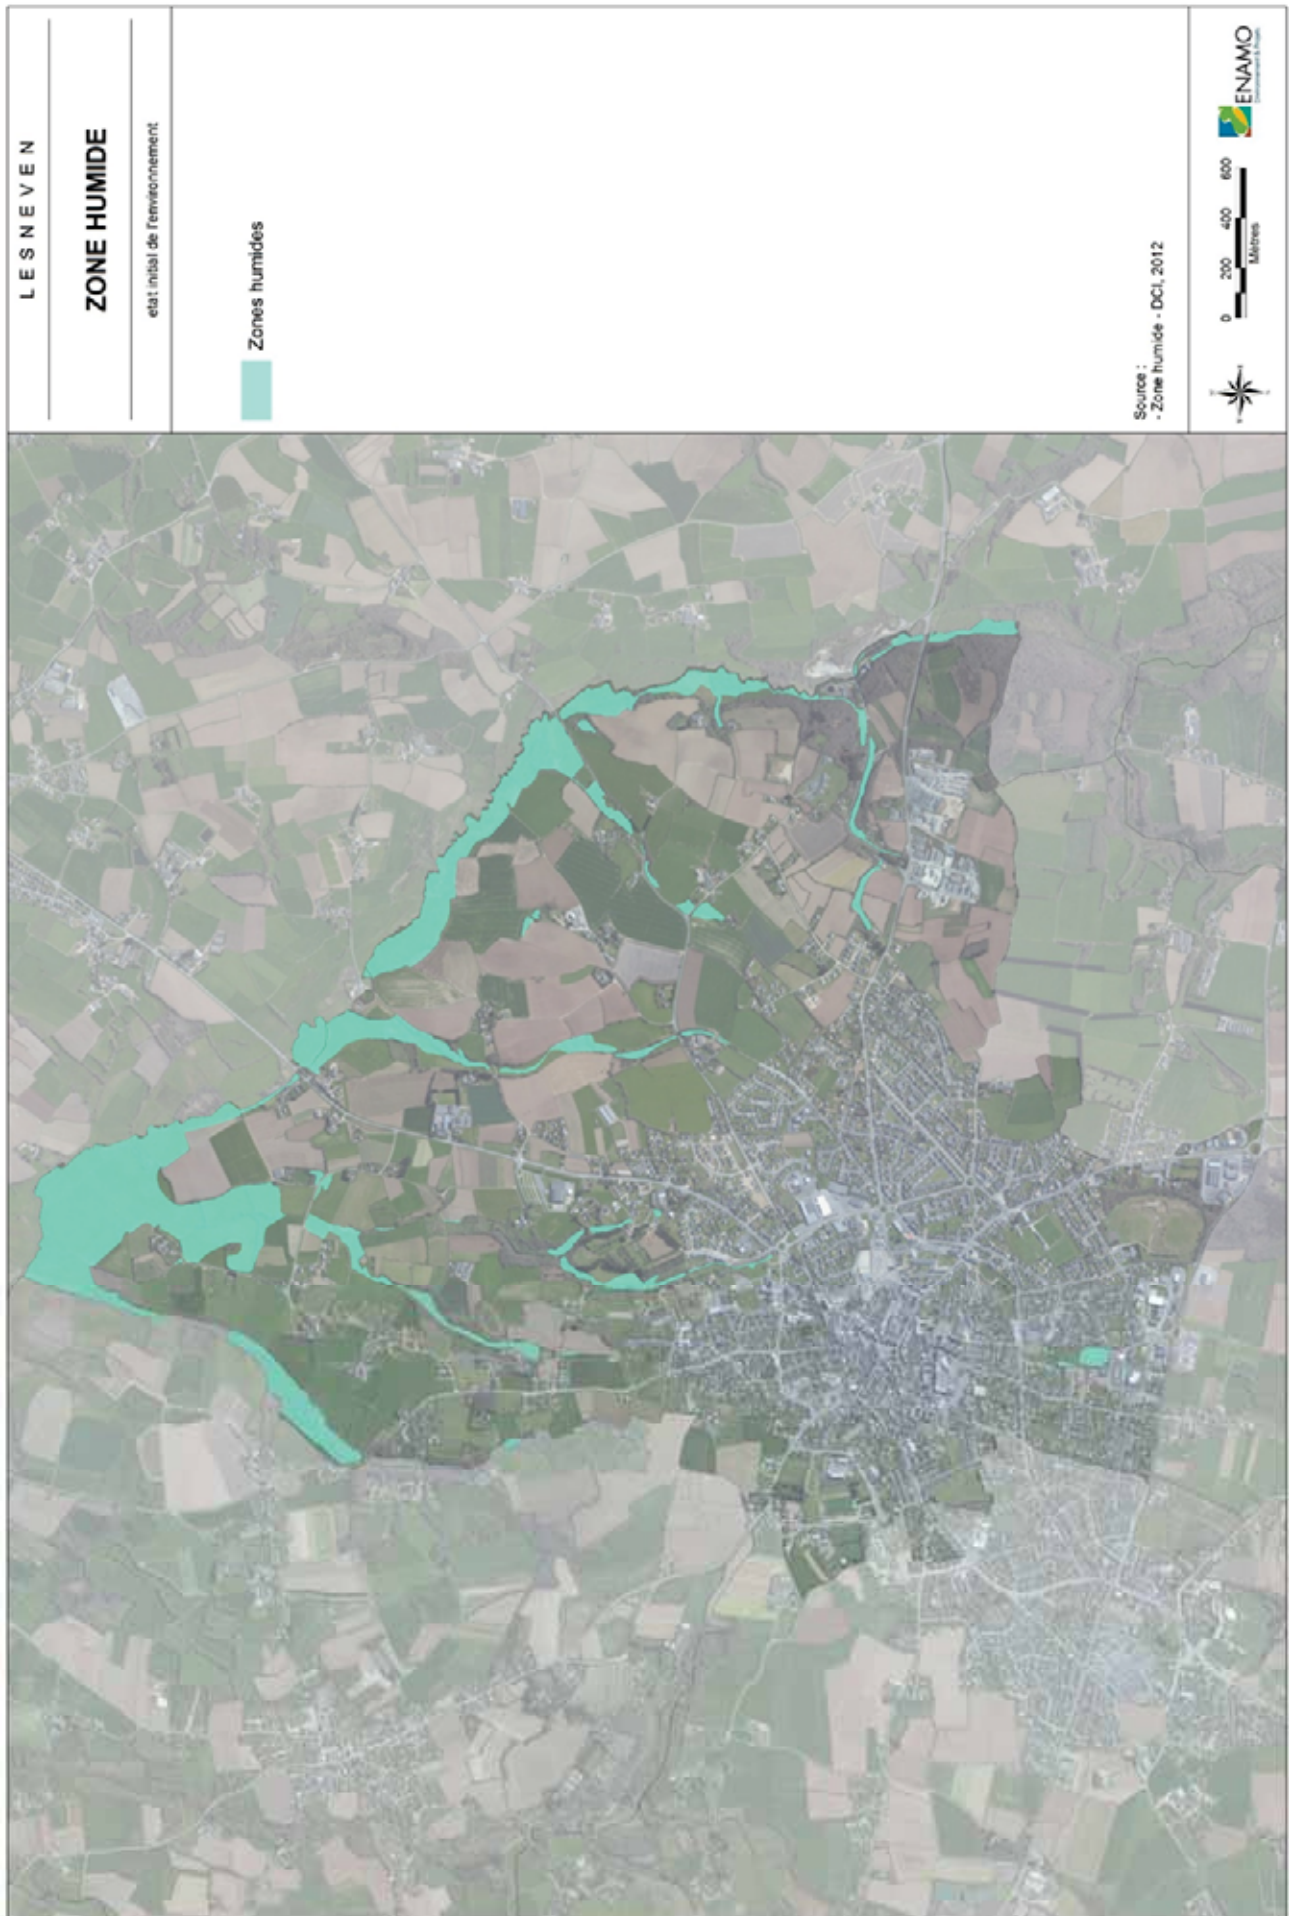 LESNEVEN
ZONE HUMIDE
etat initial de l'environnement
Zones humides
Source :
- Zone humide - DCI, 2012
0 200 400 600
Mètres
ENAMO